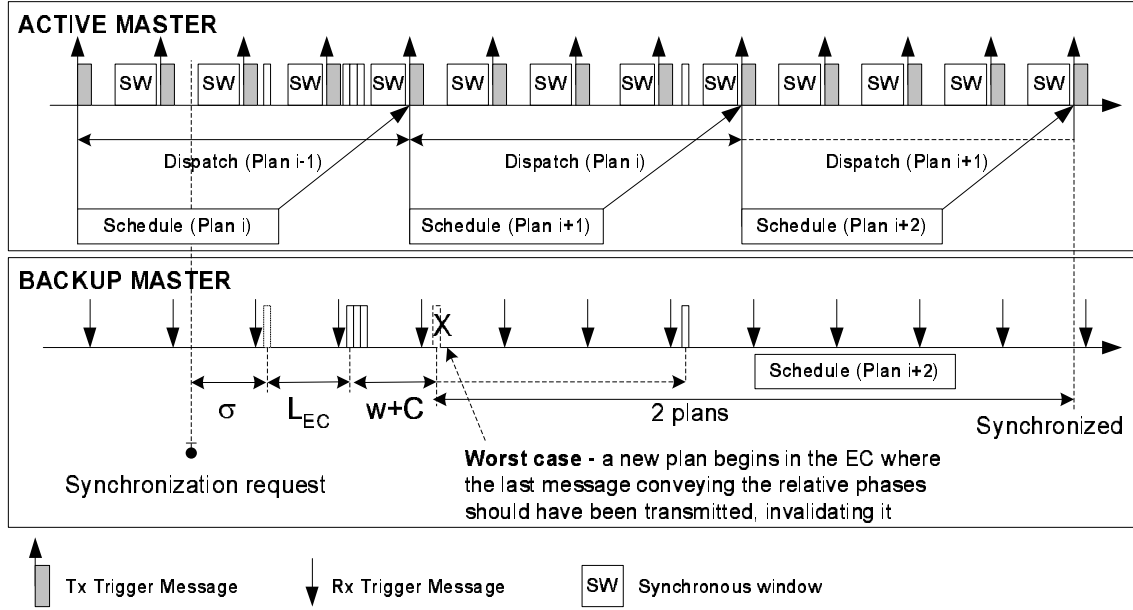 ACTIVE MASTER
SW SW SW SW SW SW SW SW SW SW SW SW
Dispatch (Plan i-1) Dispatch (Plan i) Dispatch (Plan i+1)
Schedule (Plan i) Schedule (Plan i+1) Schedule (Plan i+2)
BACKUP MASTER
X
Schedule (Plan i+2)
σ L_EC w+C 2 plans
Synchronized
Synchronization request
Worst case - a new plan begins in the EC where
the last message conveying the relative phases
should have been transmitted, invalidating it
Tx Trigger Message Rx Trigger Message SW Synchronous window